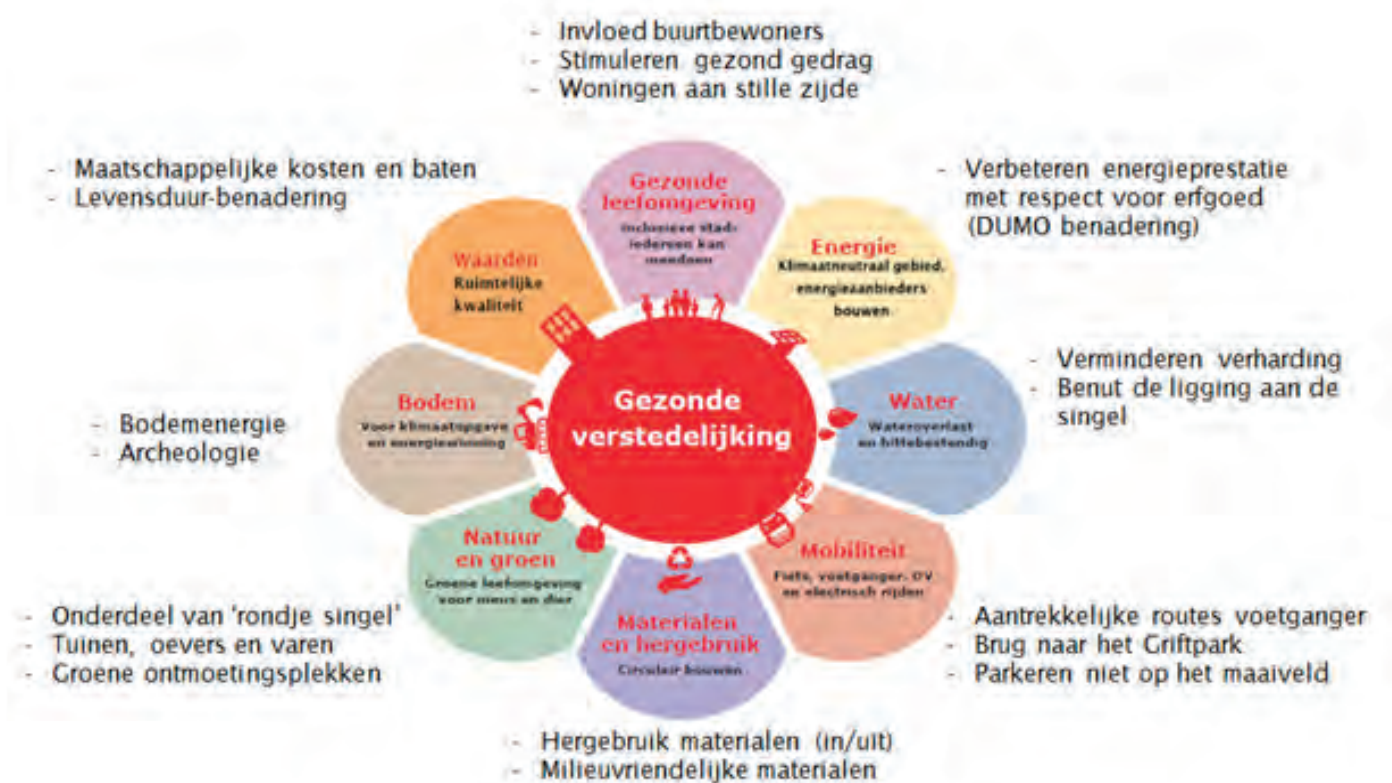 - Invloed buurtbewoners
- Stimuleren gezond gedrag
- Woningen aan stille zijde
Gezonde
leefomgeving
Inclusieve stad-
iedereen kan
meedoen
- Verbeteren energieprestatie
met respect voor erfgoed
(DUMO benadering)
Energie
Klimaatneutraal gebied,
energieaanbieders
bouwen
- Verminderen verharding
- Benut de ligging aan de
singel
Water
Wateroverlast
en hittebestendig
- Aantrekkelijke routes voetganger
- Brug naar het Griftpark
- Parkeren niet op het maaiveld
Mobiliteit
Fiets, voetganger, OV
en electrisch rijden
Materialen
en hergebruik
Circulair bouwen
- Hergebruik materialen (in/uit)
- Milieuvriendelijke materialen
Natuur
en groen
Groene leefomgeving
voor mens en dier
- Onderdeel van 'rondje singel'
- Tuinen, oevers en varen
- Groene ontmoetingsplekken
Bodem
Voor klimaatopgave
en energiewinning
- Bodemenergie
- Archeologie
Waarden
Ruimtelijke
kwaliteit
- Maatschappelijke kosten en baten
- Levensduur-benadering
Gezonde
verstedelijking